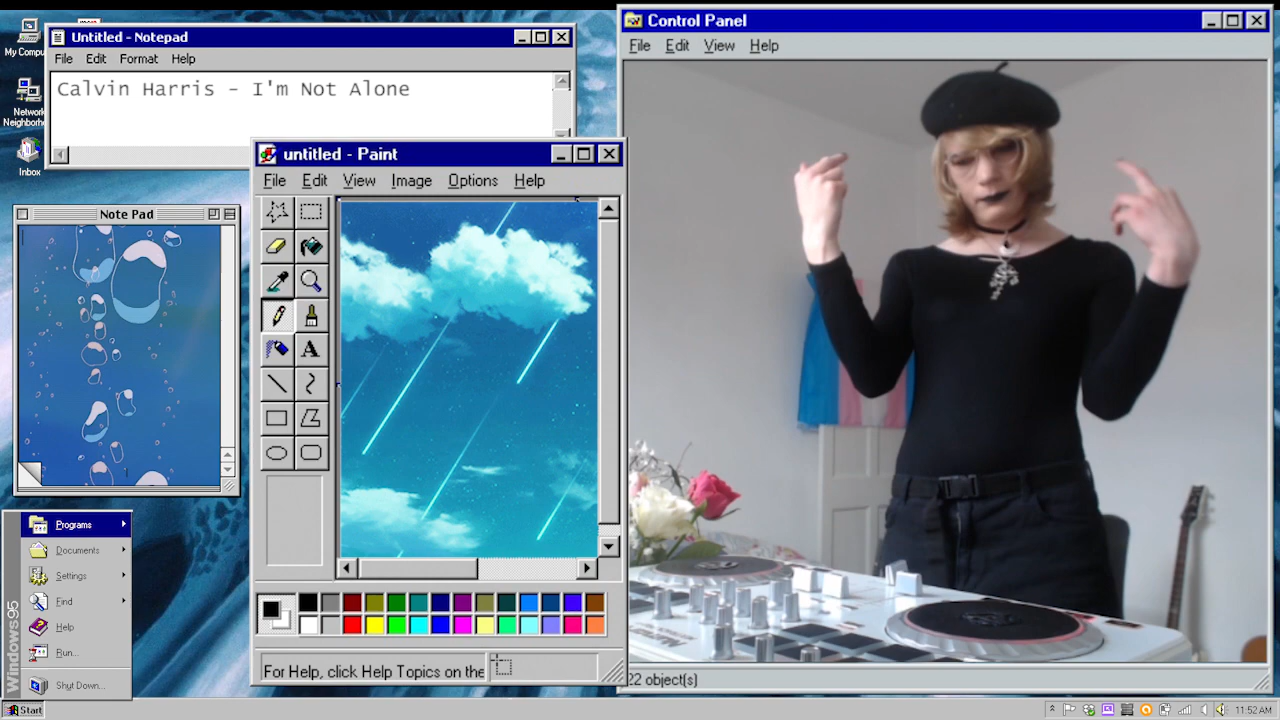 My Compu
Network
Neighborho
Inbox
Untitled - Notepad
File Edit Format Help
Calvin Harris - I'm Not Alone
Note Pad
untitled - Paint
File Edit View Image Options Help
A
For Help, click Help Topics on the
Control Panel
File Edit View Help
22 object(s)
Windows95
Programs
Documents
Settings
Find
Help
Run...
Shut Down...
Start
11:52 AM